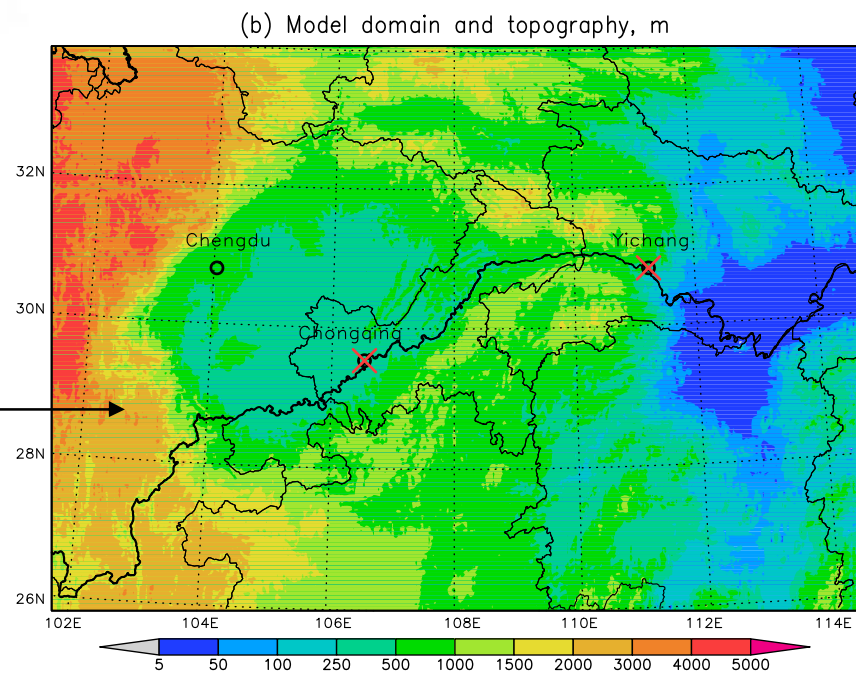 (b) Model domain and topography, m
32N
Chengdu
Yichang
30N
Chongqing
28N
26N
102E 104E 106E 108E 110E 112E 114E
5 50 100 250 500 1000 1500 2000 3000 4000 5000